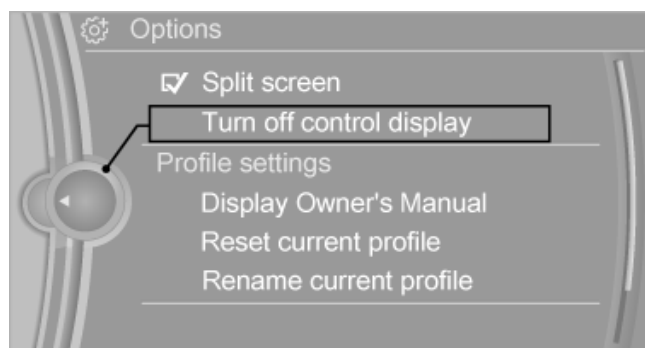 Options
Split screen
Turn off control display
Profile settings
Display Owner's Manual
Reset current profile
Rename current profile